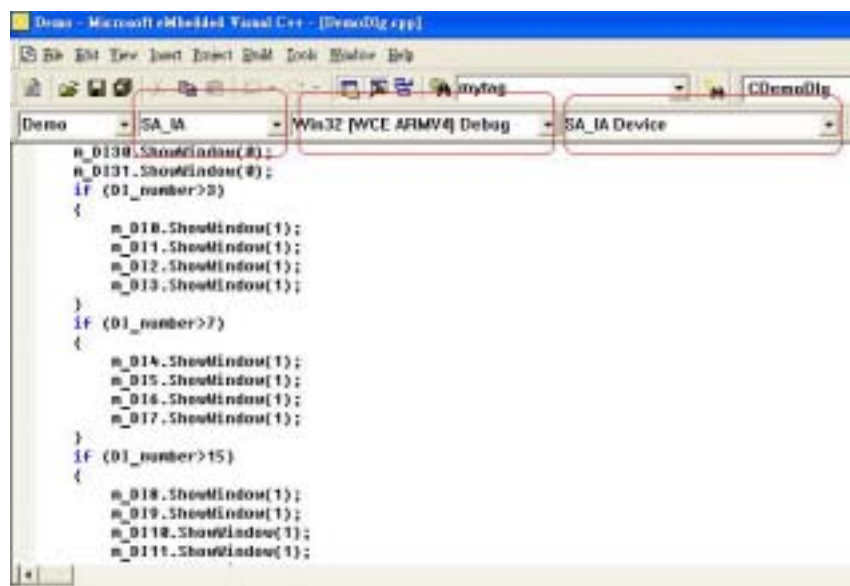 Demo - Microsoft eMbedded Visual C++ - [DemoDlg.cpp]
File Edit View Insert Project Build Tools Window Help
mytag CDemoDlg
Demo SA_IA Win32 (WCE ARMV4) Debug SA_IA Device
m_DI30.ShowWindow(0);
m_DI31.ShowWindow(0);
if (DI_number>3)
{
m_DI0.ShowWindow(1);
m_DI1.ShowWindow(1);
m_DI2.ShowWindow(1);
m_DI3.ShowWindow(1);
}
if (DI_number>7)
{
m_DI4.ShowWindow(1);
m_DI5.ShowWindow(1);
m_DI6.ShowWindow(1);
m_DI7.ShowWindow(1);
}
if (DI_number>15)
{
m_DI8.ShowWindow(1);
m_DI9.ShowWindow(1);
m_DI10.ShowWindow(1);
m_DI11.ShowWindow(1);